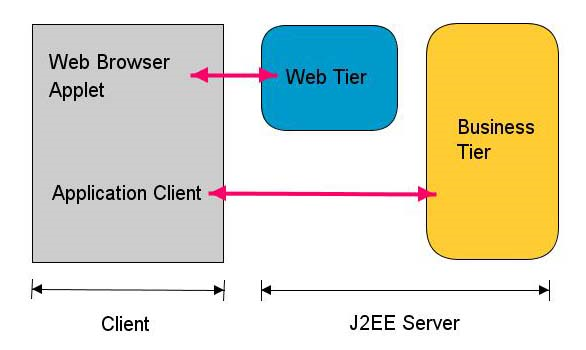 Web Browser
Applet
Web Tier
Business
Tier
Application Client
Client
J2EE Server